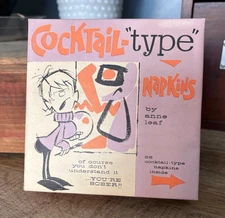 COCKTAIL-"type"
NAPKINS
by
anne
leaf
of course
you don't
understand it
...YOU'RE
SOBER!!
cocktail-type
napkins
inside